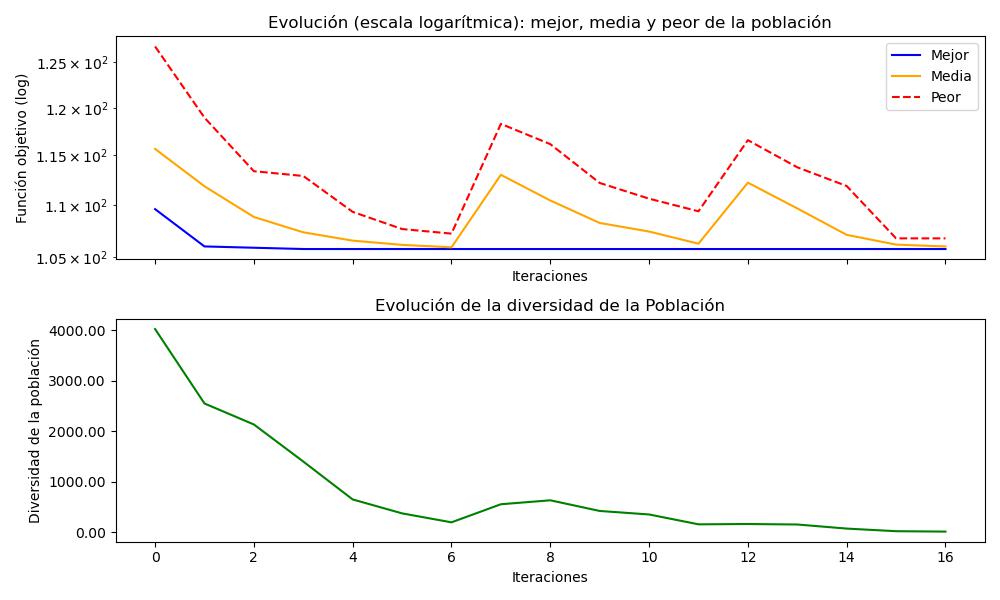 Evolución (escala logarítmica): mejor, media y peor de la población
Función objetivo (log)
1.25 × 10²
1.2 × 10²
1.15 × 10²
1.1 × 10²
1.05 × 10²
Mejor
Media
Peor
Iteraciones
Evolución de la diversidad de la Población
Diversidad de la población
4000.00
3000.00
2000.00
1000.00
0.00
0 2 4 6 8 10 12 14 16
Iteraciones